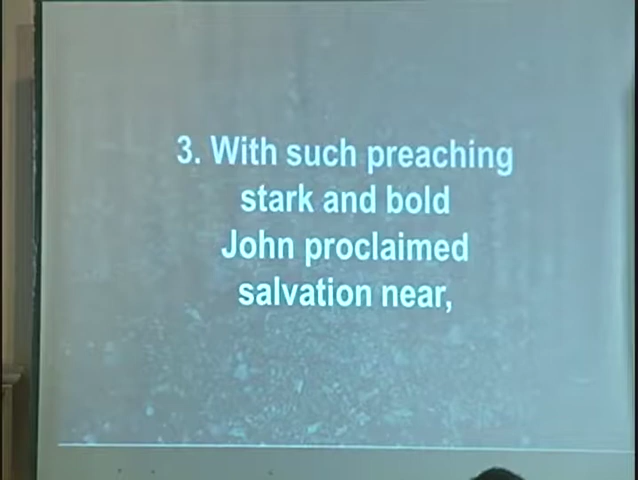 3. With such preaching
stark and bold
John proclaimed
salvation near,